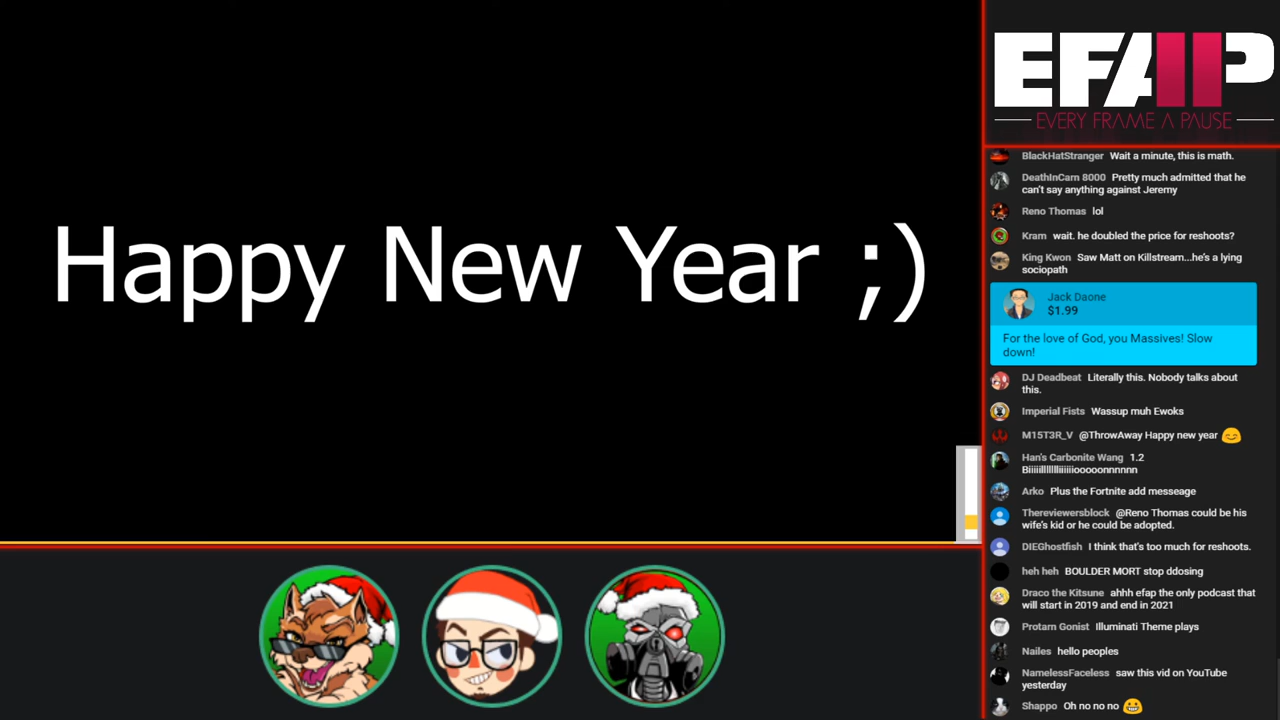 Happy New Year ;)
EFAP
EVERY FRAME A PAUSE
BlackHatStranger Wait a minute, this is math.
DeathInCarn 8000 Pretty much admitted that he
can't say anything against Jeremy
Reno Thomas lol
Kram wait. he doubled the price for reshoots?
King Kwon Saw Matt on Killstream...he's a lying
sociopath
Jack Daone
$1.99
For the love of God, you Massives! Slow
down!
DJ Deadbeat Literally this. Nobody talks about
this.
Imperial Fists Wassup muh Ewoks
M15T3R_V @ThrowAway Happy new year 😊
Han's Carbonite Wang 1.2
Biiiiillllllliiiiiiiooooonnnnnn
Arko Plus the Fortnite add messeage
Thereviewersblock @Reno Thomas could be his
wife's kid or he could be adopted.
DIEGhostfish I think that's too much for reshoots.
heh heh BOULDER MORT stop ddosing
Draco the Kitsune ahhh efap the only podcast that
will start in 2019 and end in 2021
Protarn Gonist Illuminati Theme plays
Nailes hello peoples
NamelessFaceless saw this vid on YouTube
yesterday
Shappo Oh no no no 😀